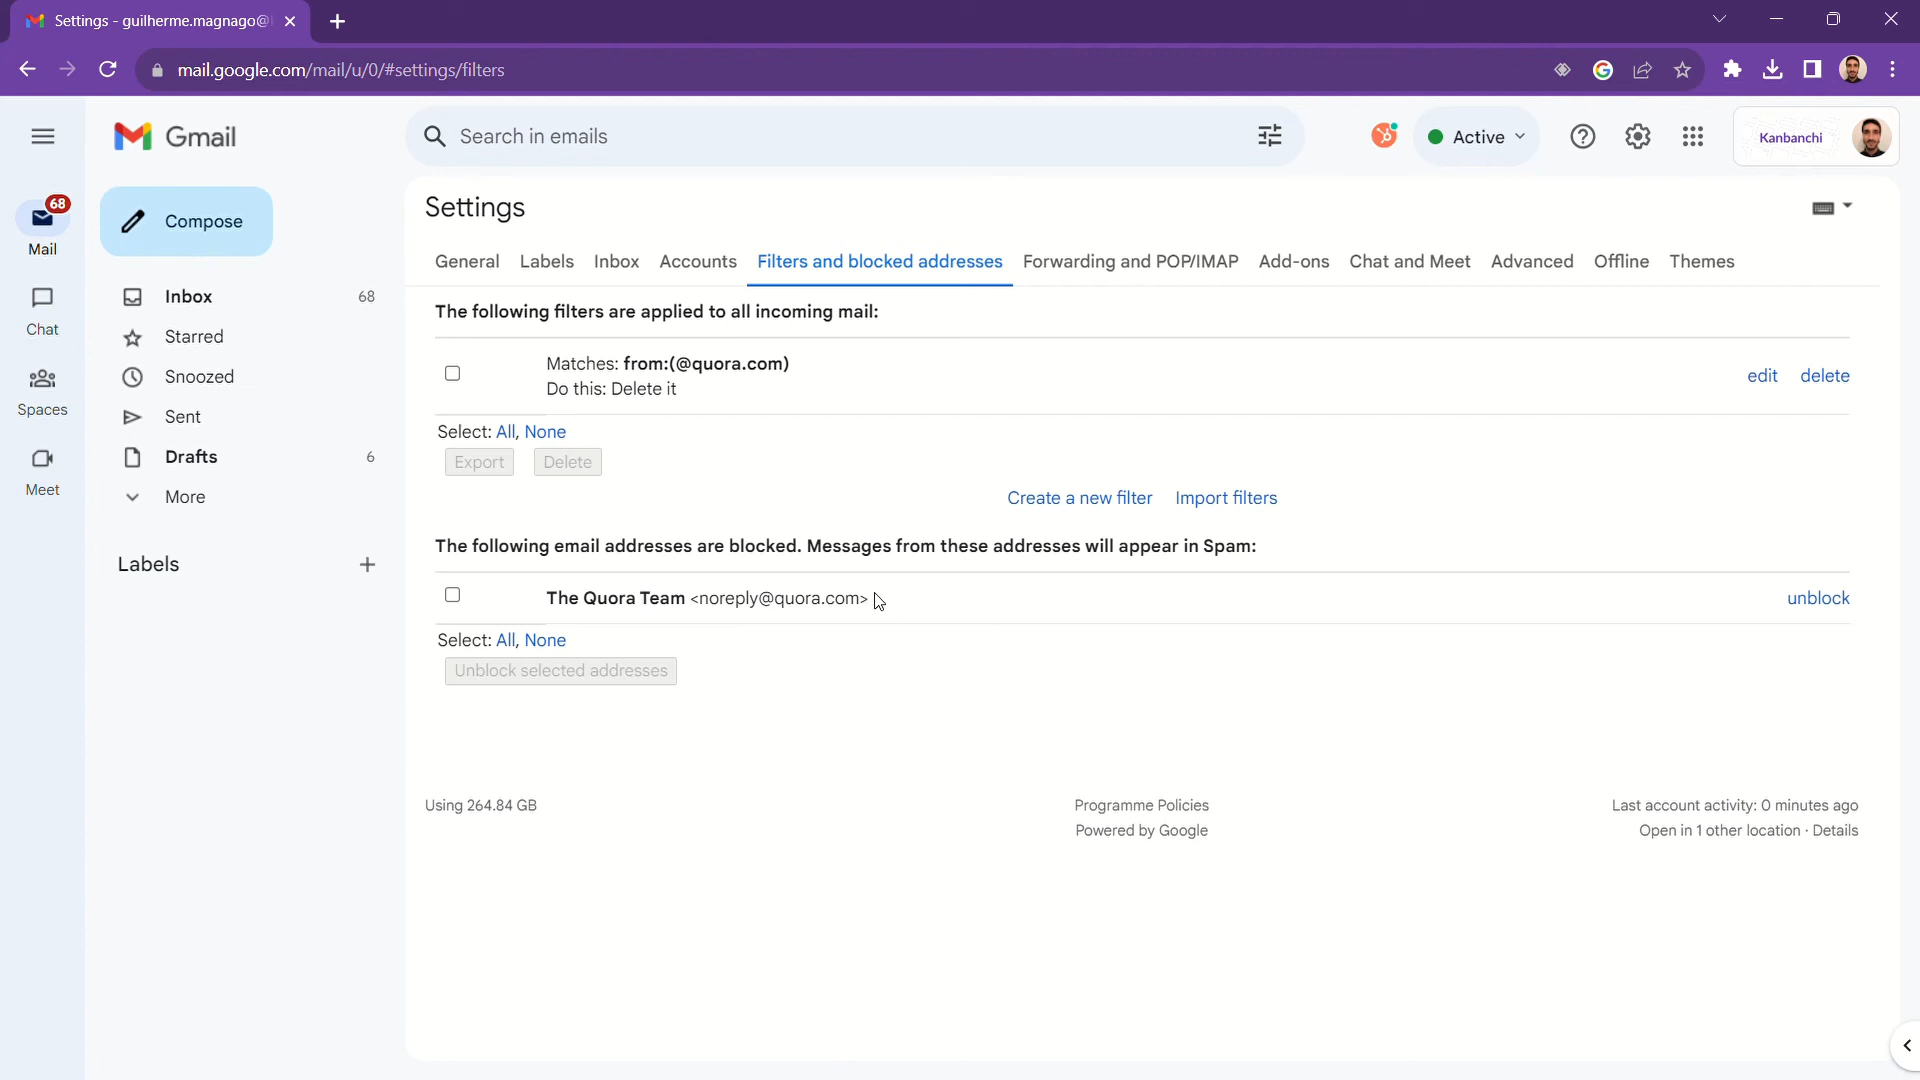 Settings - guilherme.magnago@
mail.google.com/mail/u/0/#settings/filters
Gmail
Search in emails
Active
Kanbanchi
68
Mail
Chat
Spaces
Meet
Compose
Inbox 68
Starred
Snoozed
Sent
Drafts 6
More
Labels
Settings
General Labels Inbox Accounts Filters and blocked addresses Forwarding and POP/IMAP Add-ons Chat and Meet Advanced Offline Themes
The following filters are applied to all incoming mail:
Matches: from:(@quora.com)
Do this: Delete it
edit delete
Select: All, None
Export Delete
Create a new filter Import filters
The following email addresses are blocked. Messages from these addresses will appear in Spam:
The Quora Team <noreply@quora.com> unblock
Select: All, None
Unblock selected addresses
Using 264.84 GB
Programme Policies
Powered by Google
Last account activity: 0 minutes ago
Open in 1 other location · Details